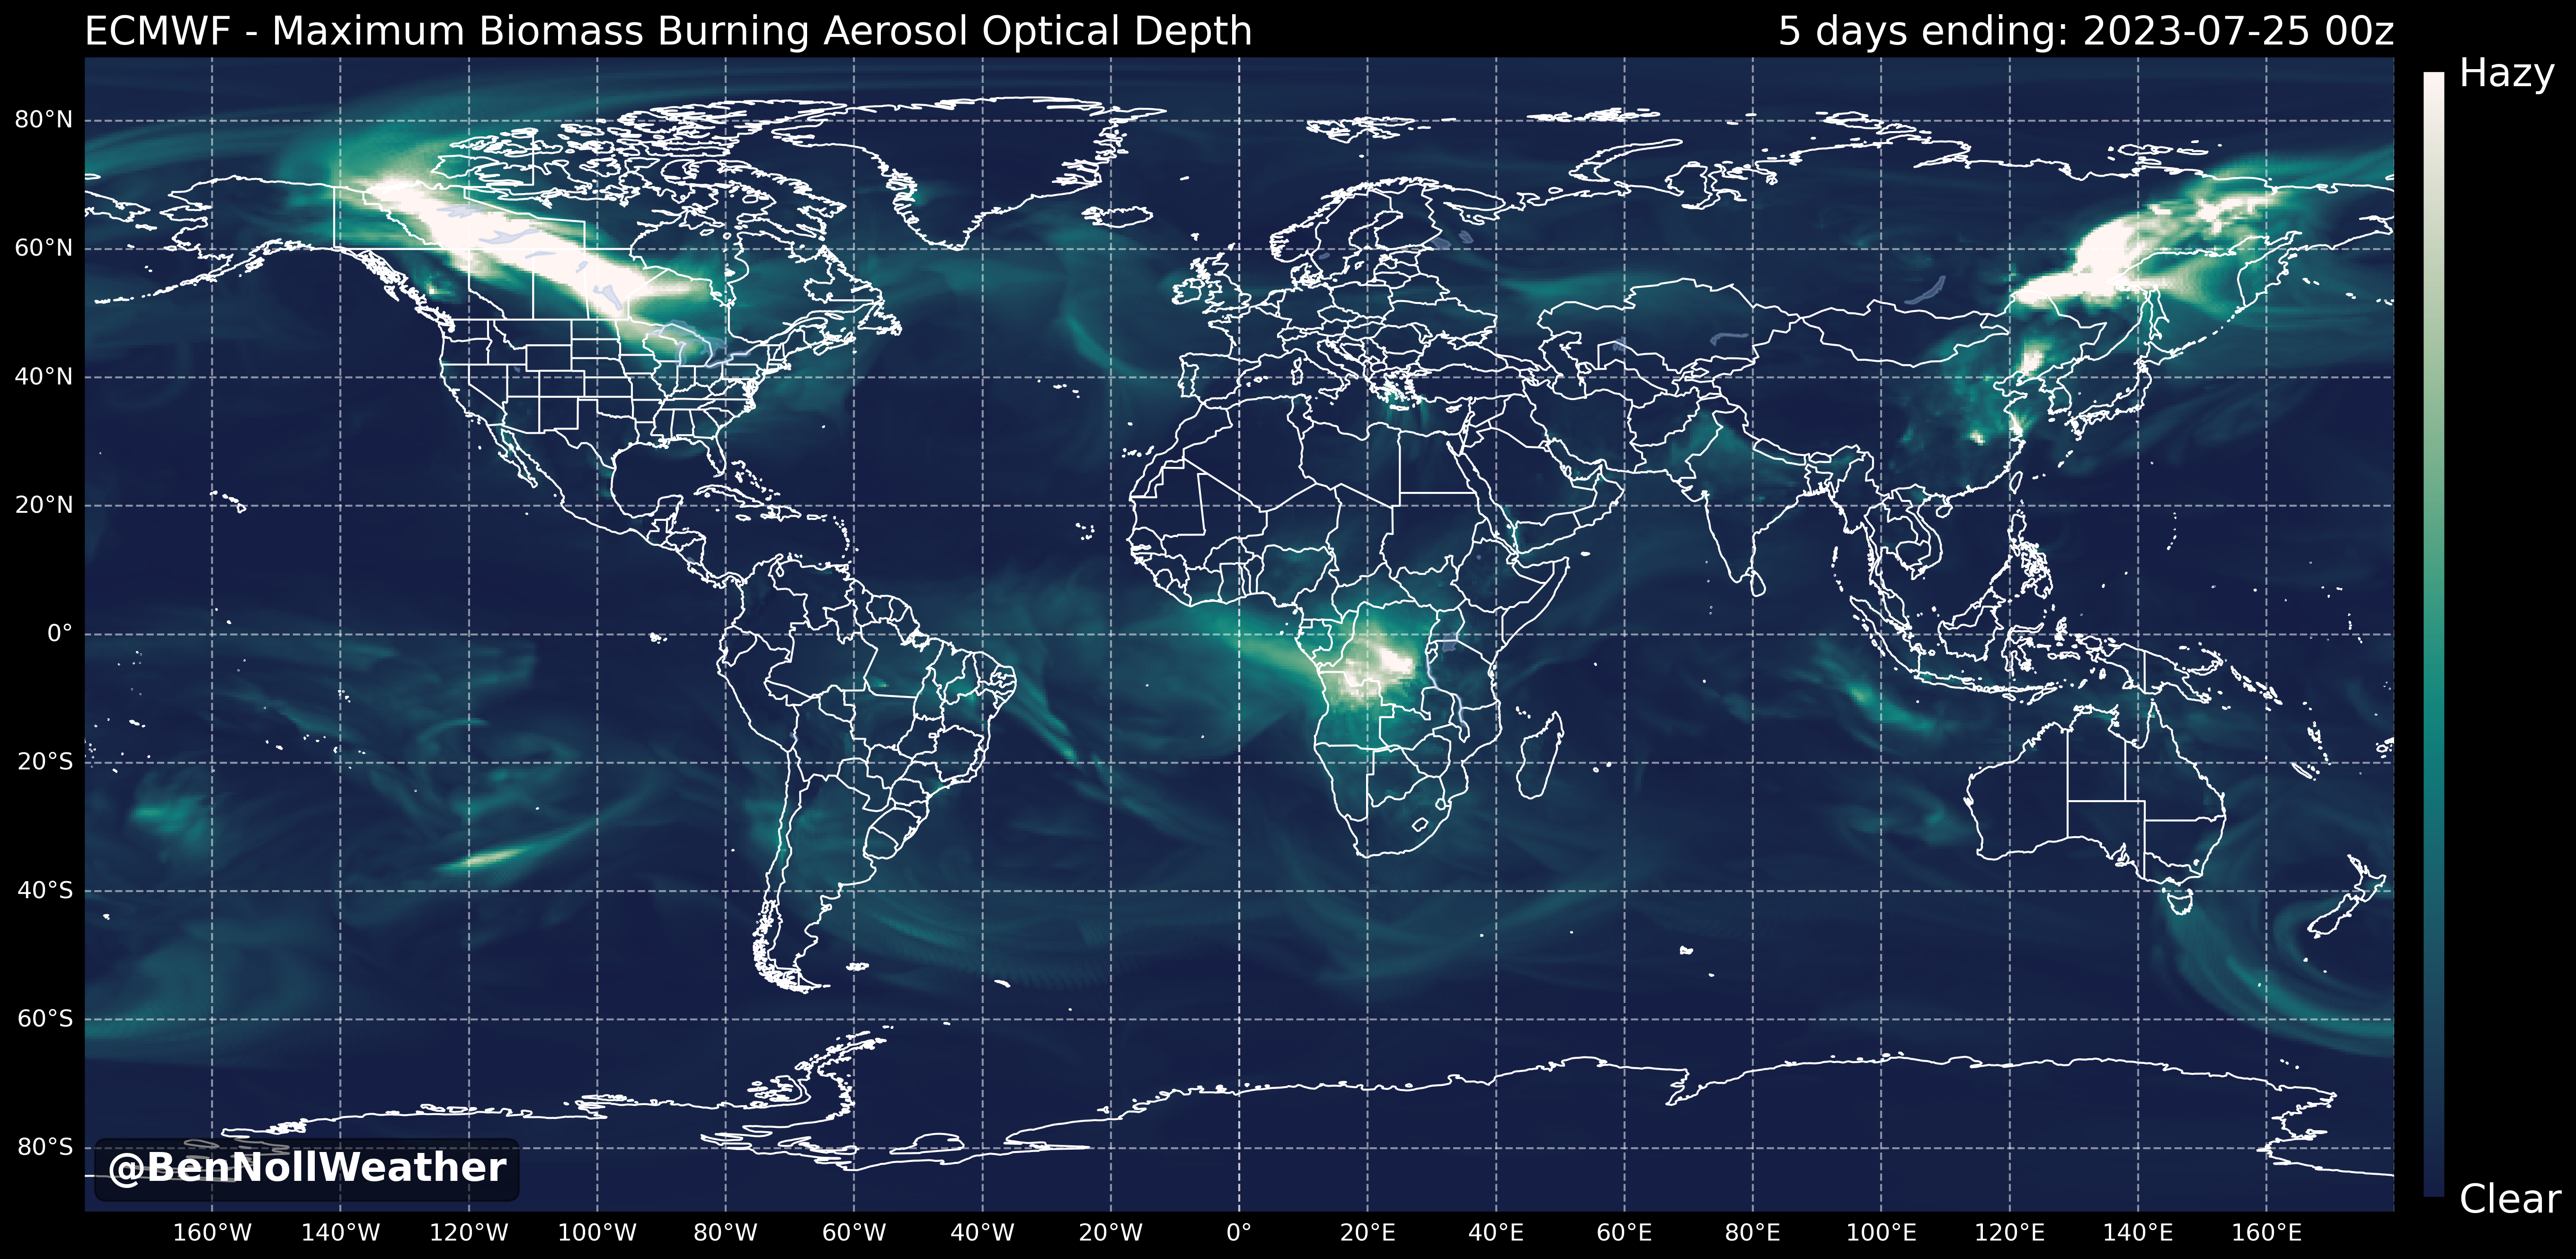 ECMWF - Maximum Biomass Burning Aerosol Optical Depth
5 days ending: 2023-07-25 00z
Hazy
80°N
60°N
40°N
20°N
0°
20°S
40°S
60°S
80°S
@BenNollWeather
Clear
160°W 140°W 120°W 100°W 80°W 60°W 40°W 20°W 0° 20°E 40°E 60°E 80°E 100°E 120°E 140°E 160°E